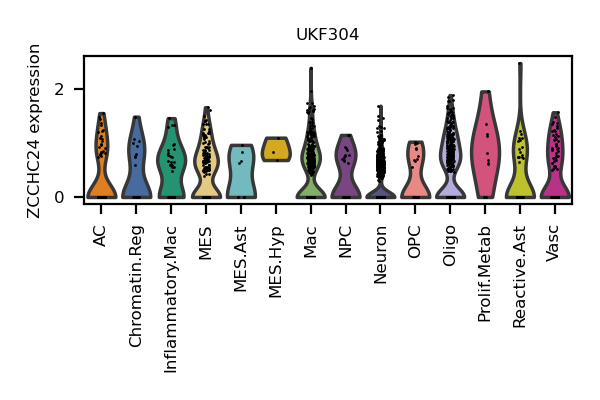 UKF304
ZCCHC24 expression
2
0
AC
Chromatin.Reg
Inflammatory.Mac
MES
MES.Ast
MES.Hyp
Mac
NPC
Neuron
OPC
Oligo
Prolif.Metab
Reactive.Ast
Vasc